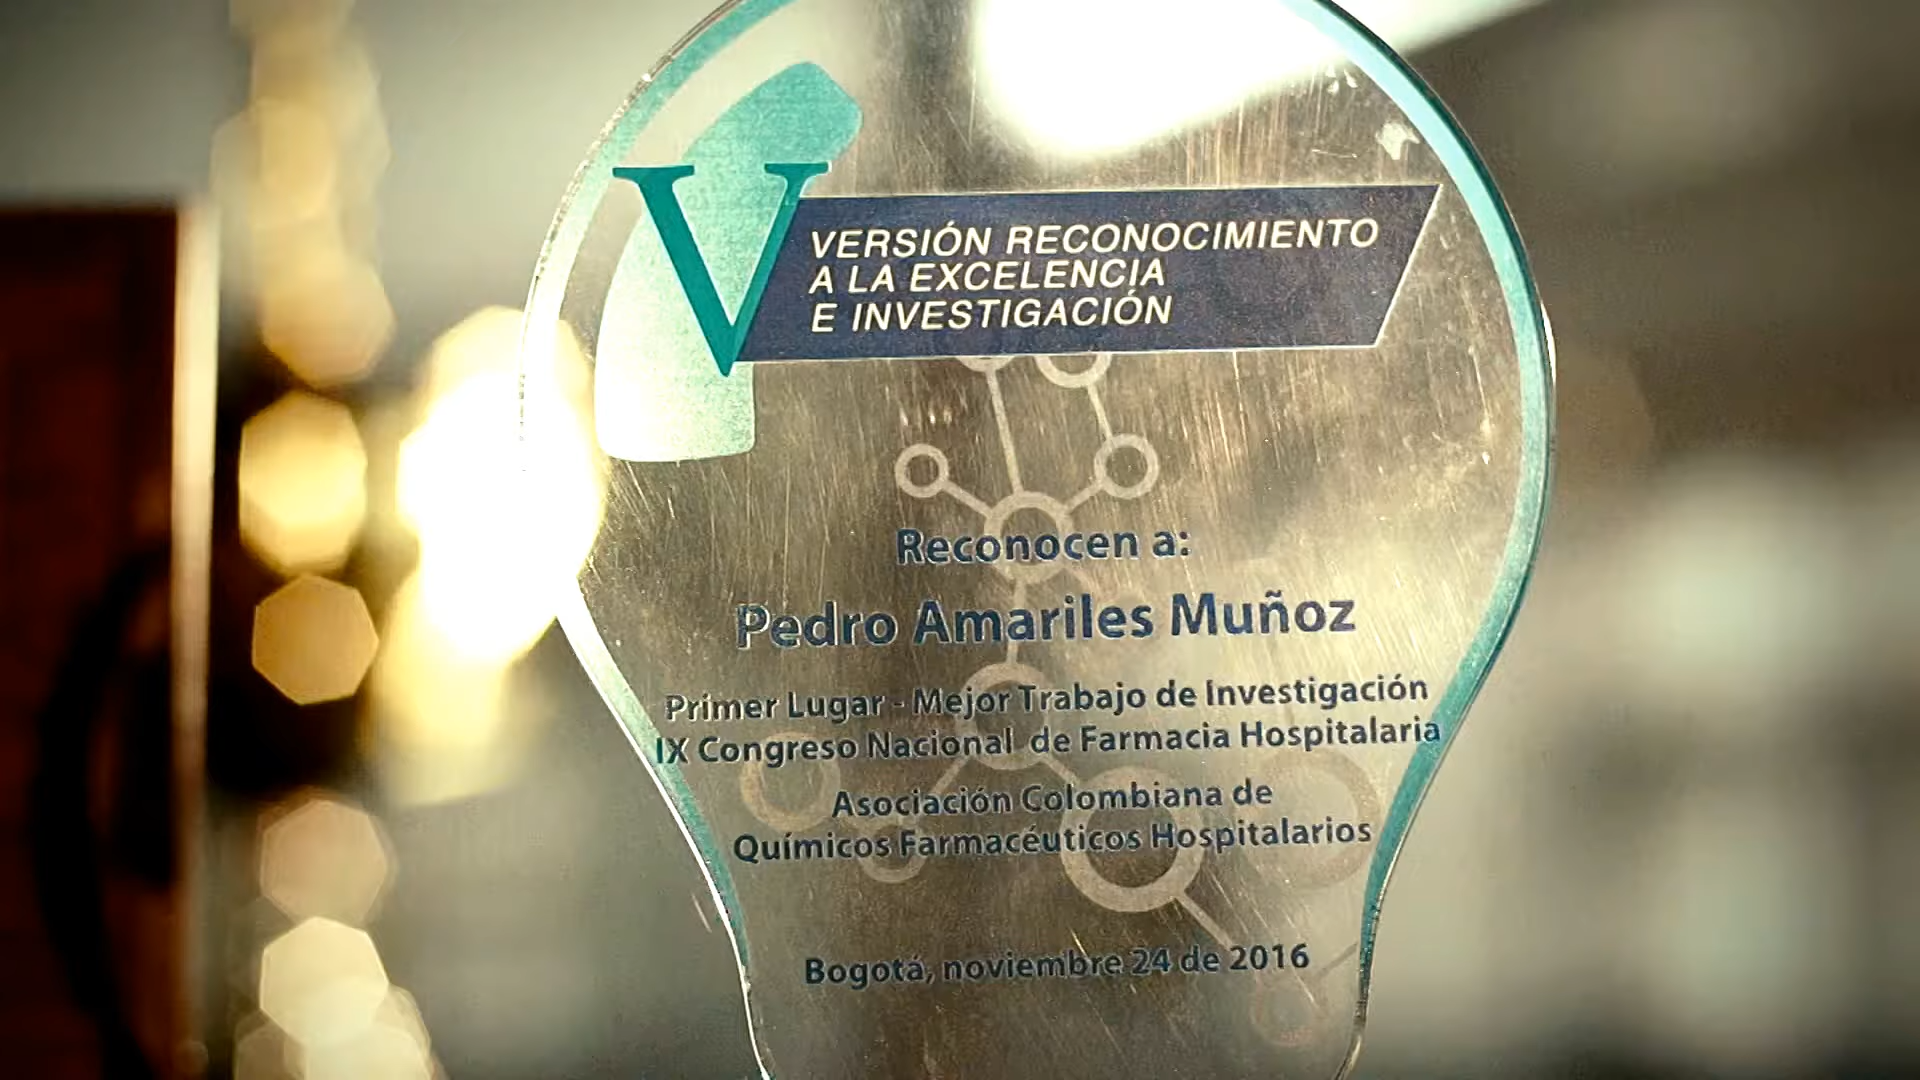 V VERSIÓN RECONOCIMIENTO
A LA EXCELENCIA
E INVESTIGACIÓN
Reconocen a:
Pedro Amariles Muñoz
Primer Lugar - Mejor Trabajo de Investigación
IX Congreso Nacional de Farmacia Hospitalaria
Asociación Colombiana de
Químicos Farmacéuticos Hospitalarios
Bogotá, noviembre 24 de 2016